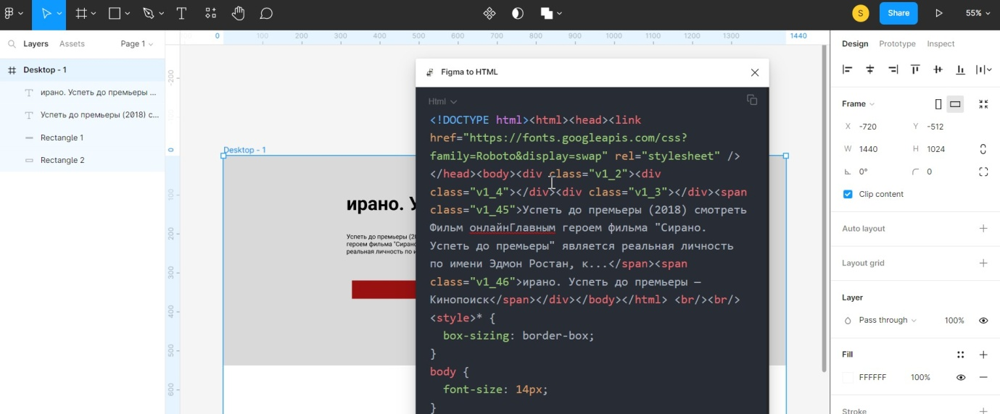 S
Share
55%
Layers
Assets
Page 1
0
100
200
300
400
500
600
700
800
900
1000
1100
1200
1300
1440
Desktop - 1
ирано. Успеть до премьеры ...
Успеть до премьеры (2018) с...
Rectangle 1
Rectangle 2
-200
0
100
200
300
400
500
600
Desktop - 1
ирано. У
Успеть до премьеры (20
героем фильма "Сирано
реальная личность по и
Figma to HTML
Html
<!DOCTYPE html><html><head><link
href="https://fonts.googleapis.com/css?
family=Roboto&display=swap" rel="stylesheet" />
</head><body><div class="v1_2"><div
class="v1_4"></div><div class="v1_3"></div><span
class="v1_45">Успеть до премьеры (2018) смотреть
Фильм онлайнГлавным героем фильма "Сирано.
Успеть до премьеры" является реальная личность
по имени Эдмон Ростан, к...</span><span
class="v1_46">ирано. Успеть до премьеры —
Кинопоиск</span></div></body></html> <br/><br/>
<style>* {
box-sizing: border-box;
}
body {
font-size: 14px;
}
Design
Prototype
Inspect
Frame
X -720 Y -512
W 1440 H 1024
0° 0
Clip content
Auto layout
Layout grid
Layer
Pass through 100%
Fill
FFFFFF 100%
Stroke